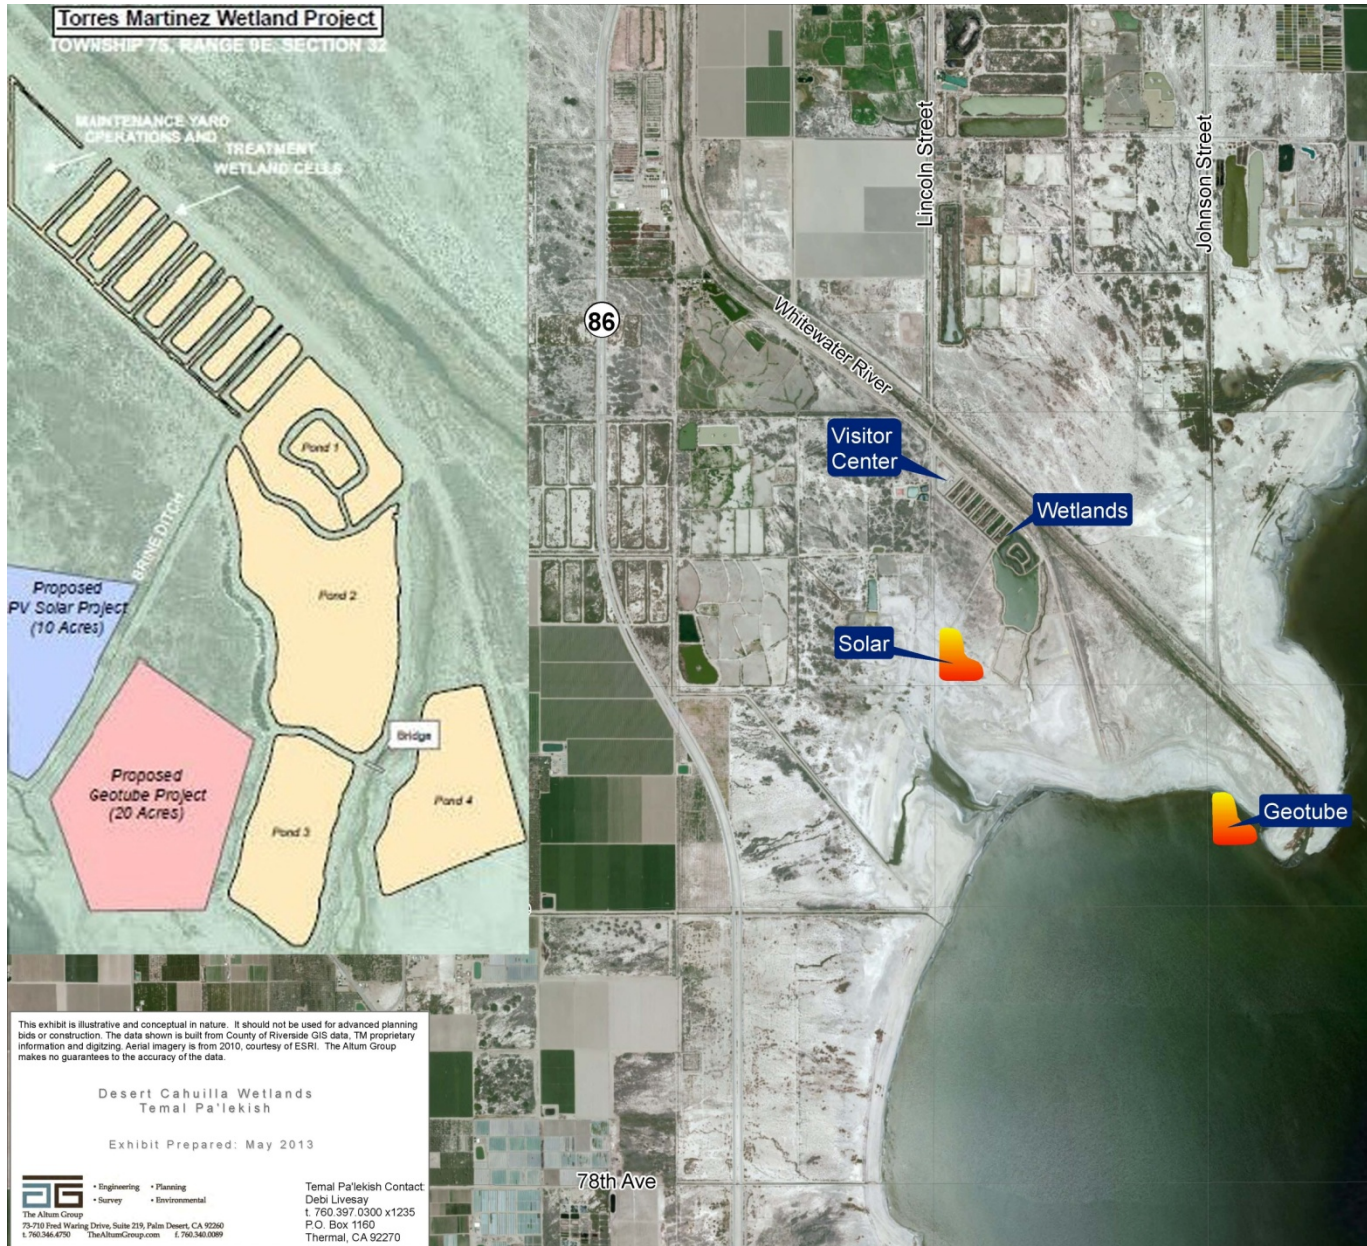 Torres Martinez Wetland Project
TOWNSHIP 7S, RANGE 9E, SECTION 32
MAINTENANCE YARD
OPERATIONS AND
TREATMENT
WETLAND CELLS
Pond 1
BRINE DITCH
Pond 2
Proposed
PV Solar Project
(10 Acres)
Bridge
Proposed
Geotube Project
(20 Acres)
Pond 3
Pond 4
Lincoln Street
Johnson Street
86
Whitewater River
Visitor
Center
Wetlands
Solar
Geotube
78th Ave
This exhibit is illustrative and conceptual in nature. It should not be used for advanced planning
bids or construction. The data shown is built from County of Riverside GIS data, TM proprietary
information and digitzing. Aerial imagery is from 2010, courtesy of ESRI. The Altum Group
makes no guarantees to the accuracy of the data.
Desert Cahuilla Wetlands
Temal Pa'lekish
Exhibit Prepared: May 2013
• Engineering • Planning
• Survey • Environmental
The Altum Group
73-710 Fred Waring Drive, Suite 219, Palm Desert, CA 92260
t. 760.346.4750 TheAltumGroup.com f. 760.340.0089
Temal Pa'lekish Contact:
Debi Livesay
t. 760.397.0300 x1235
P.O. Box 1160
Thermal, CA 92270